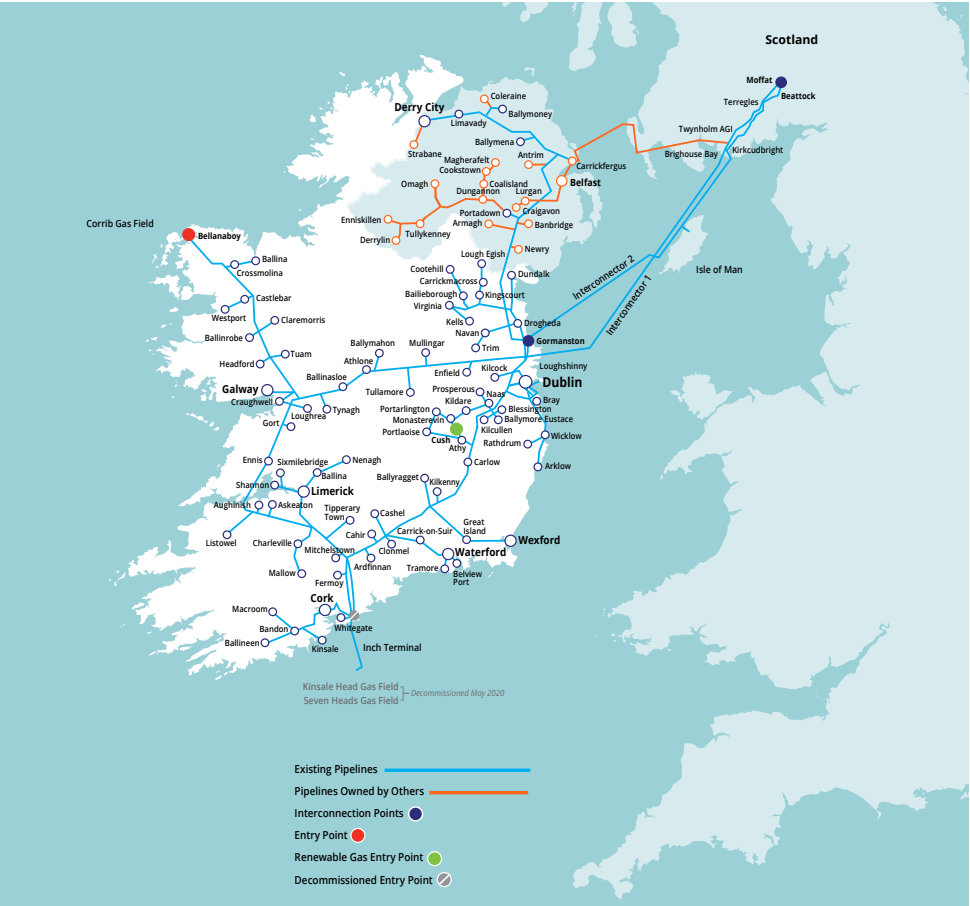 Scotland
Moffat
Beattock
Terregles
Coleraine
Derry City
Ballymoney
Limavady
Twynholm AGI
Ballymena
Kirkcudbright
Strabane
Brighouse Bay
Magherafelt
Antrim
Carrickfergus
Cookstown
Omagh
Coalisland
Belfast
Dungannon
Lurgan
Portadown
Craigavon
Enniskillen
Armagh
Banbridge
Tullykenney
Derrylin
Corrib Gas Field
Bellanaboy
Newry
Lough Egish
Ballina
Crossmolina
Cootehill
Dundalk
Isle of Man
Interconnector 2
Carrickmacross
Castlebar
Bailieborough
Kingscourt
Interconnector 1
Westport
Virginia
Claremorris
Kells
Drogheda
Navan
Ballinrobe
Gormanston
Ballymahon
Mullingar
Trim
Tuam
Athlone
Headford
Loughshinny
Enfield
Kilcock
Ballinasloe
Dublin
Galway
Tullamore
Prosperous
Naas
Craughwell
Kildare
Bray
Loughrea
Tynagh
Portarlington
Blessington
Gort
Monasterevin
Ballymore Eustace
Portlaoise
Kilcullen
Cush
Wicklow
Athy
Rathdrum
Ennis
Sixmilebridge
Nenagh
Carlow
Arklow
Ballina
Ballyragget
Kilkenny
Shannon
Limerick
Aughinish
Askeaton
Tipperary
Town
Cashel
Great
Island
Carrick-on-Suir
Listowel
Cahir
Wexford
Charleville
Mitchelstown
Clonmel
Waterford
Ardfinnan
Tramore
Belview
Port
Mallow
Fermoy
Cork
Macroom
Whitegate
Bandon
Ballineen
Kinsale
Inch Terminal
Kinsale Head Gas Field
Decommissioned May 2020
Seven Heads Gas Field
Existing Pipelines
Pipelines Owned by Others
Interconnection Points
Entry Point
Renewable Gas Entry Point
Decommissioned Entry Point